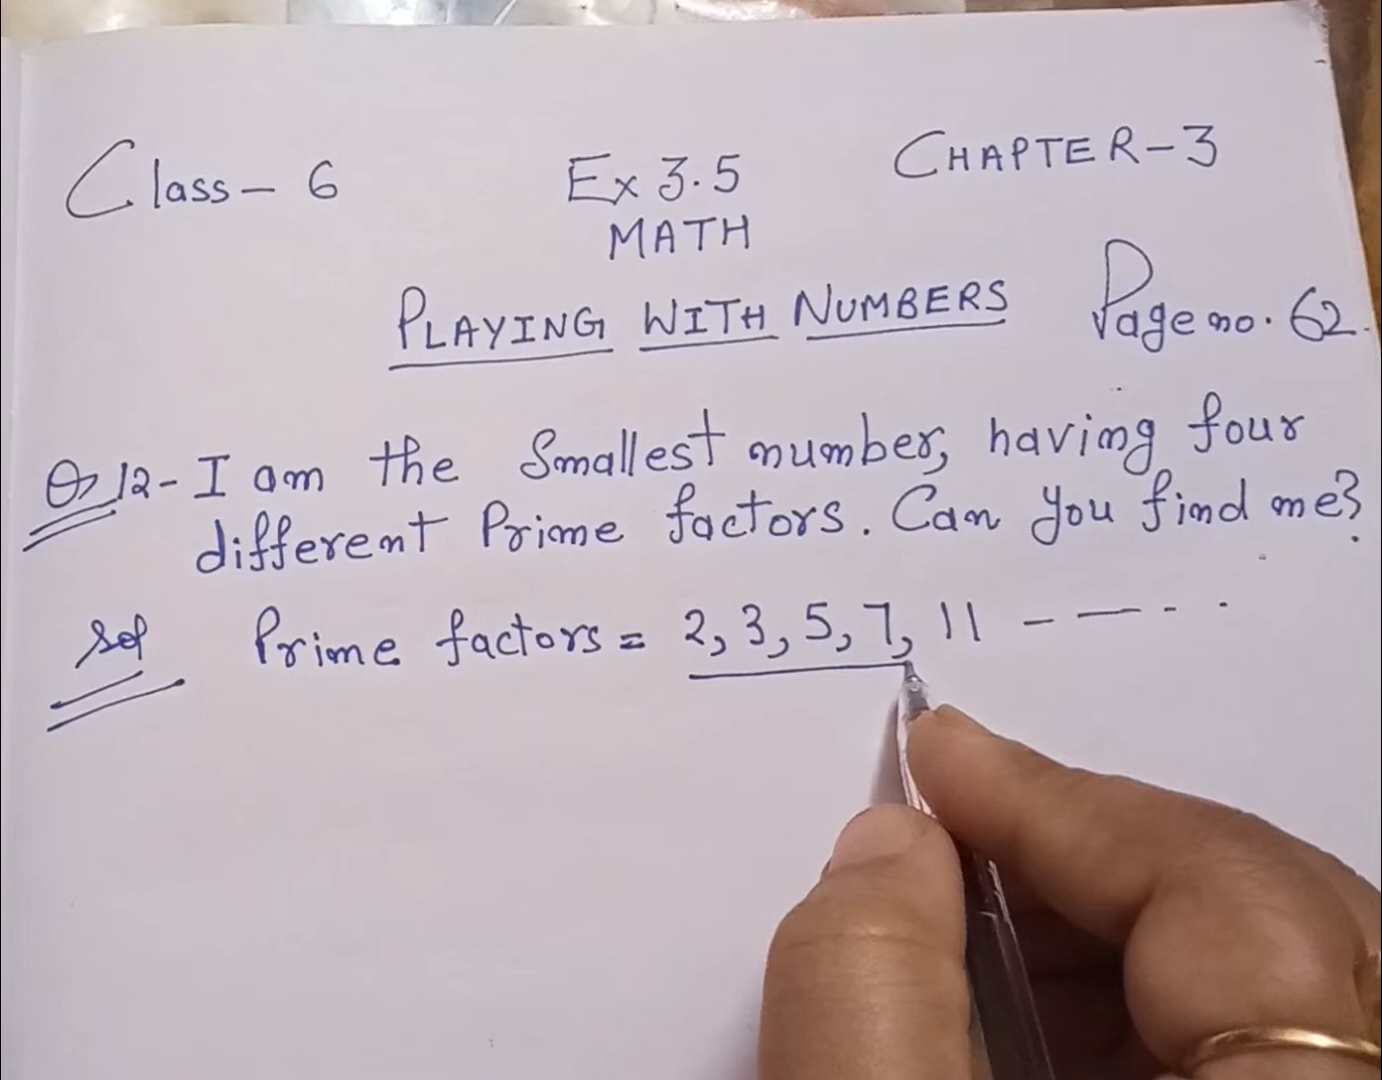 Class - 6 Ex 3.5 CHAPTER - 3
MATH
PLAYING WITH NUMBERS Page no. 62.
Q 12 - I am the Smallest number, having four
different Prime factors. Can you find me?
Sol Prime factors = 2, 3, 5, 7, 11 - — - . .